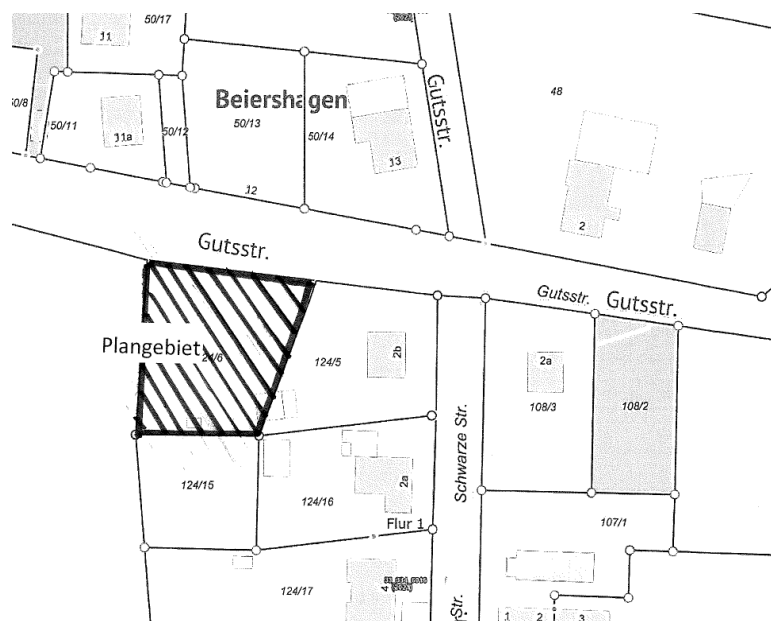 50/17
11
50/8
50/11
11a
50/12
Beiershagen
50/13
50/14
13
Gutsstr.
48
2
12
Gutsstr.
Gutsstr.
Gutsstr.
Plangebiet
124/5
2b
2a
108/3
108/2
Schwarze Str.
124/15
124/16
2a
Flur 1
107/1
124/17
4
Str.
1
2
3